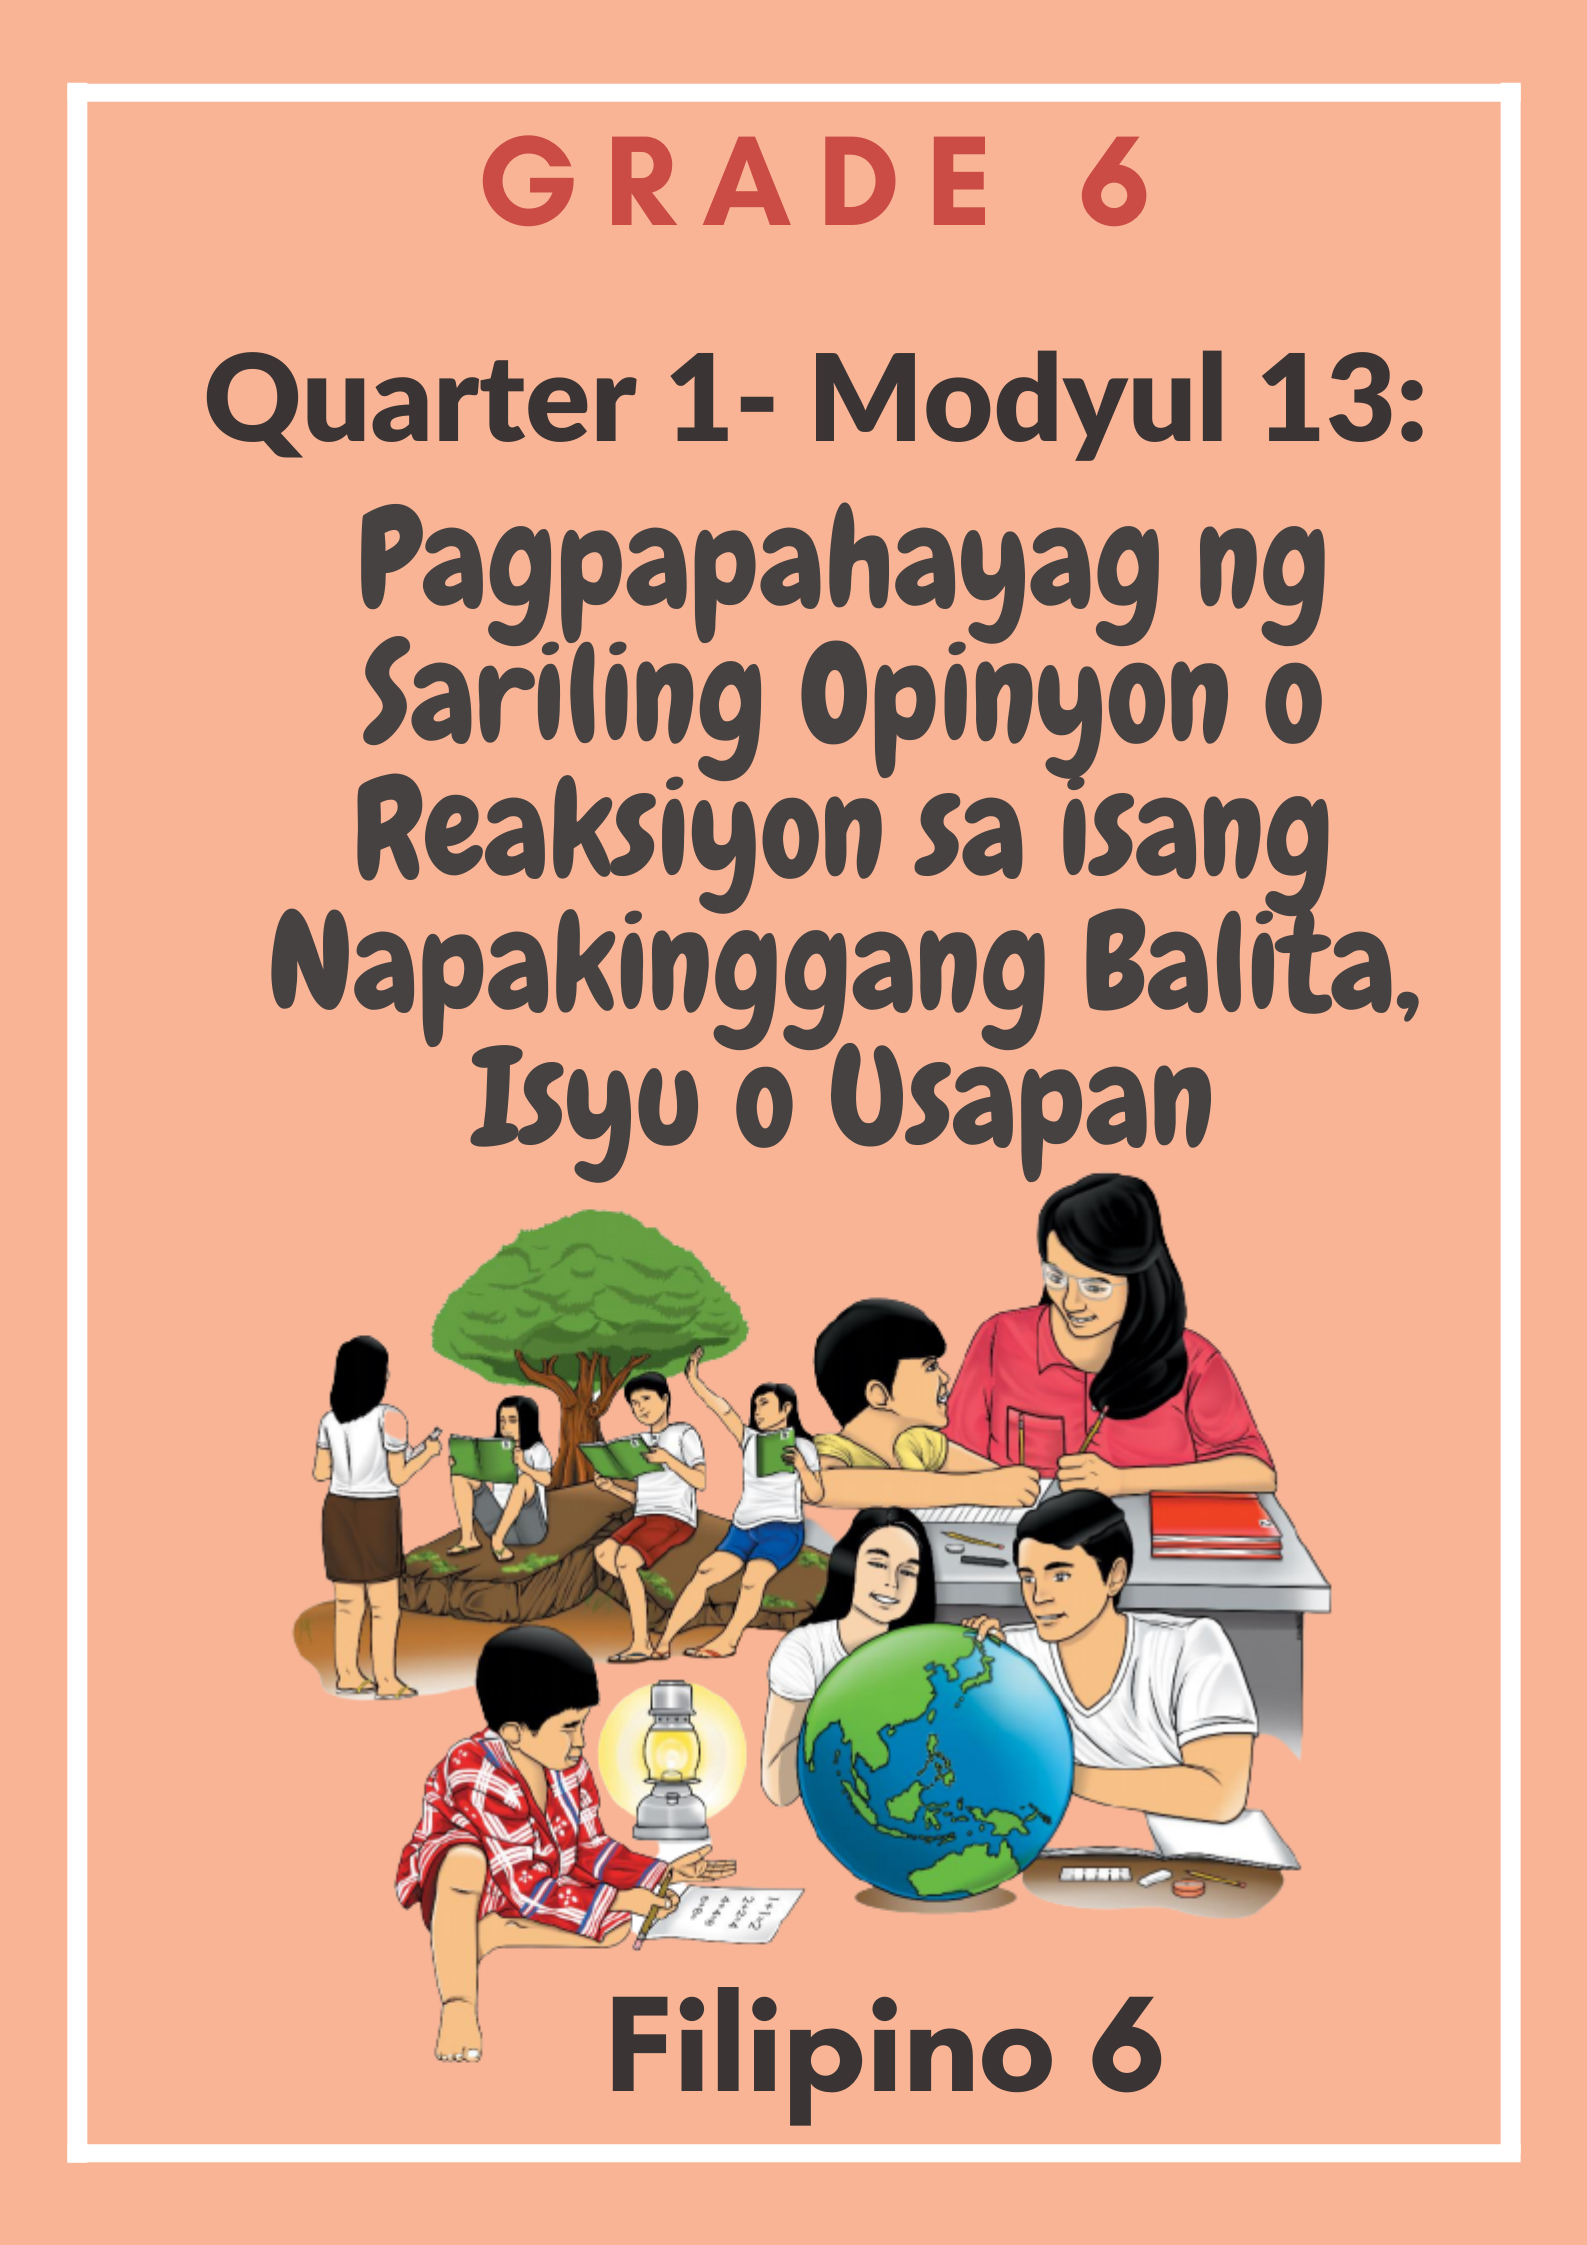 GRADE 6
Quarter 1- Modyul 13:
Pagpapahayag ng
Sariling Opinyon o
Reaksiyon sa isang
Napakinggang Balita,
Isyu o Usapan
Filipino 6